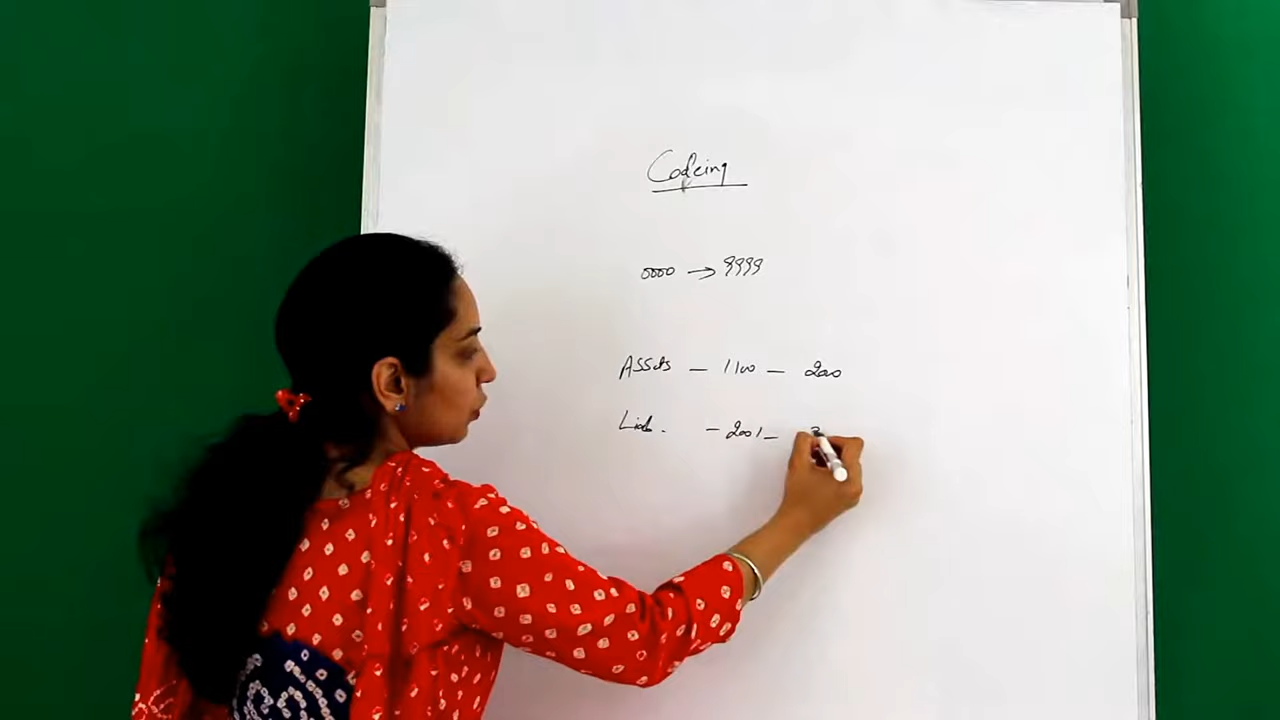 Codeing
0000 → 9999
Assets - 1100 - 2000
Liab. - 2001 -